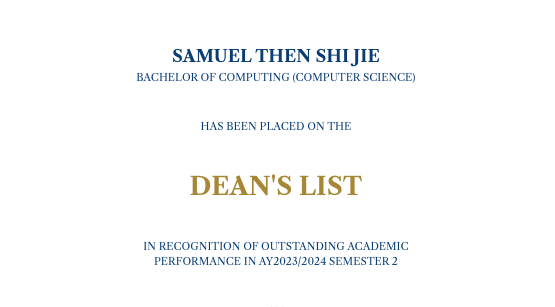 SAMUEL THEN SHI JIE
BACHELOR OF COMPUTING (COMPUTER SCIENCE)
HAS BEEN PLACED ON THE
DEAN'S LIST
IN RECOGNITION OF OUTSTANDING ACADEMIC
PERFORMANCE IN AY2023/2024 SEMESTER 2